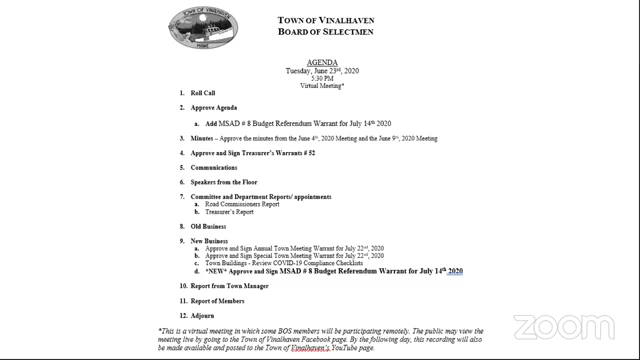 TOWN OF VINALHAVEN
MAINE
TOWN OF VINALHAVEN
BOARD OF SELECTMEN
AGENDA
Tuesday, June 23rd, 2020
5:30 PM
Virtual Meeting*
1. Roll Call
2. Approve Agenda
a. Add MSAD # 8 Budget Referendum Warrant for July 14th 2020
3. Minutes – Approve the minutes from the June 4th, 2020 Meeting and the June 9th, 2020 Meeting
4. Approve and Sign Treasurer's Warrants # 52
5. Communications
6. Speakers from the Floor
7. Committee and Department Reports/ appointments
a. Road Commissioners Report
b. Treasurer's Report
8. Old Business
9. New Business
a. Approve and Sign Annual Town Meeting Warrant for July 22nd, 2020
b. Approve and Sign Special Town Meeting Warrant for July 22nd, 2020
c. Town Buildings - Review COVID-19 Compliance Checklists
d. *NEW* Approve and Sign MSAD # 8 Budget Referendum Warrant for July 14th 2020
10. Report from Town Manager
11. Report of Members
12. Adjourn
*This is a virtual meeting in which some BOS members will be participating remotely. The public may view the
meeting live by going to the Town of Vinalhaven Facebook page. By the following day, this recording will also
be made available and posted to the Town of Vinalhaven's YouTube page.
zoom